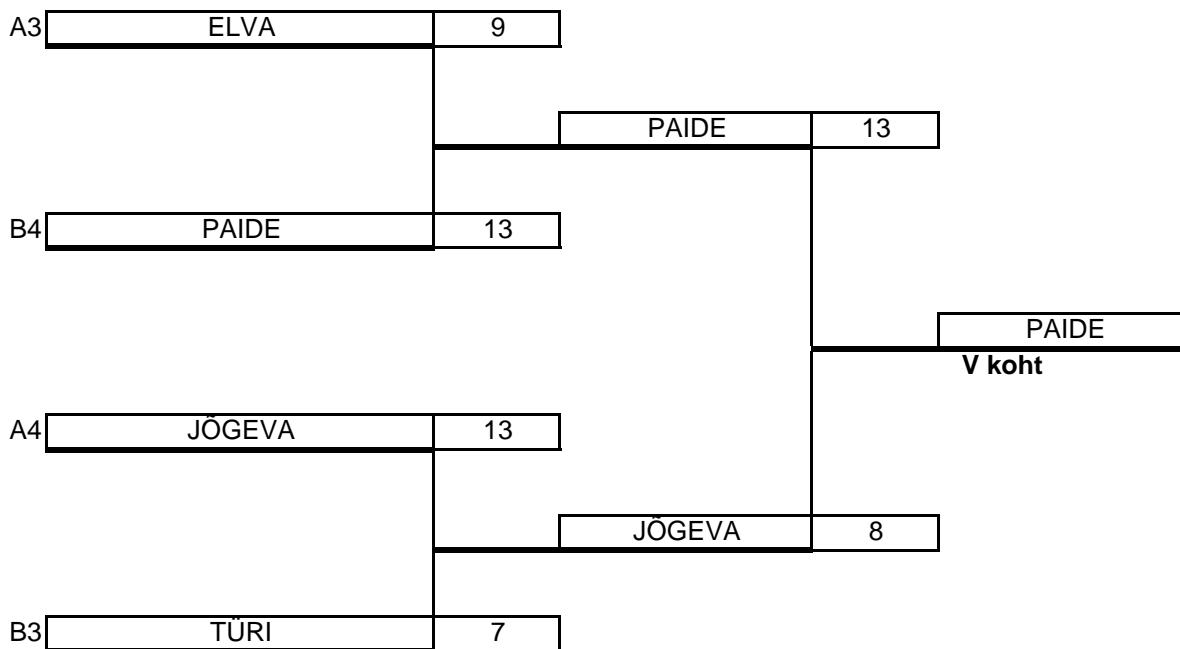 A3 ELVA 9
PAIDE 13
B4 PAIDE 13
PAIDE
V koht
A4 JÕGEVA 13
JÕGEVA 8
B3 TÜRI 7